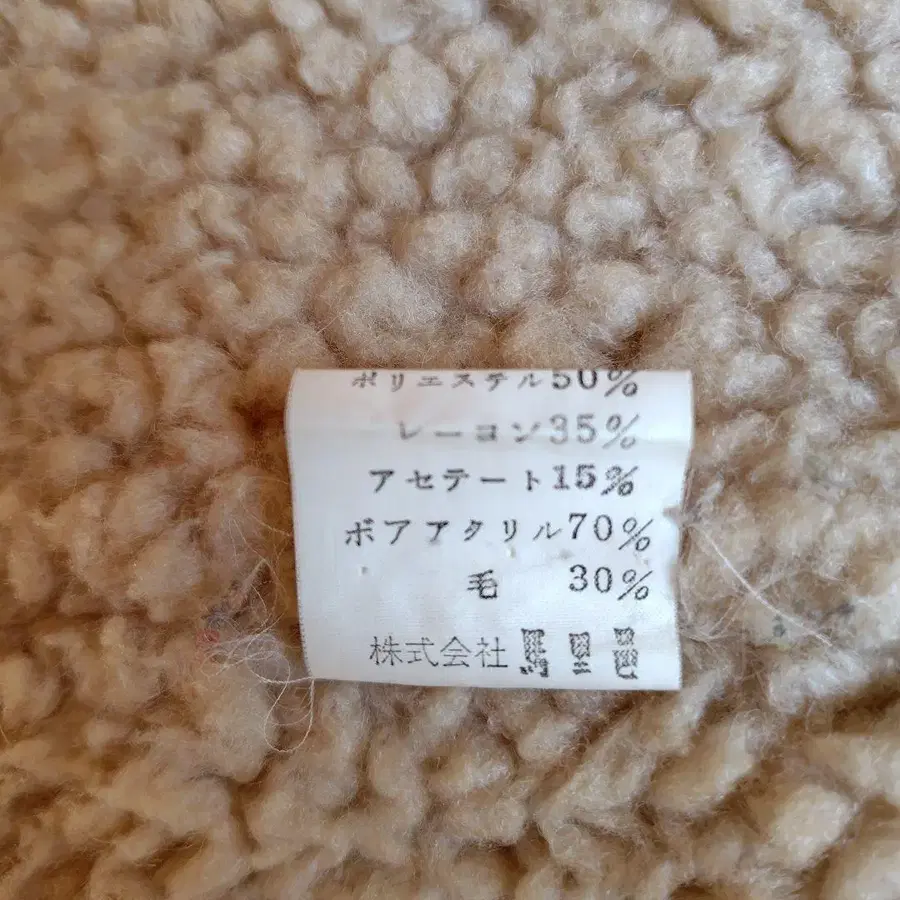 ポリエステル50%
レーヨン35%
アセテート15%
ボアアクリル70%
毛 30%
株式会社